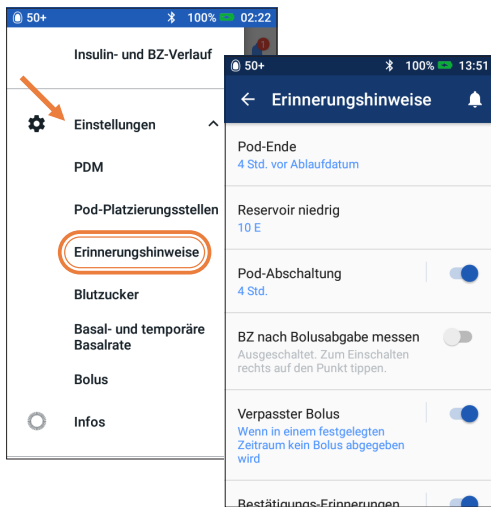 50+ 100% 02:22
1
Insulin- und BZ-Verlauf
Einstellungen
PDM
Pod-Platzierungsstellen
Erinnerungshinweise
Blutzucker
Basal- und temporäre
Basalrate
Bolus
Infos
50+ 100% 13:51
Erinnerungshinweise
Pod-Ende
4 Std. vor Ablaufdatum
Reservoir niedrig
10 E
Pod-Abschaltung
4 Std.
BZ nach Bolusabgabe messen
Ausgeschaltet. Zum Einschalten
rechts auf den Punkt tippen.
Verpasster Bolus
Wenn in einem festgelegten
Zeitraum kein Bolus abgegeben
wird
Bestätigungs-Erinnerungen